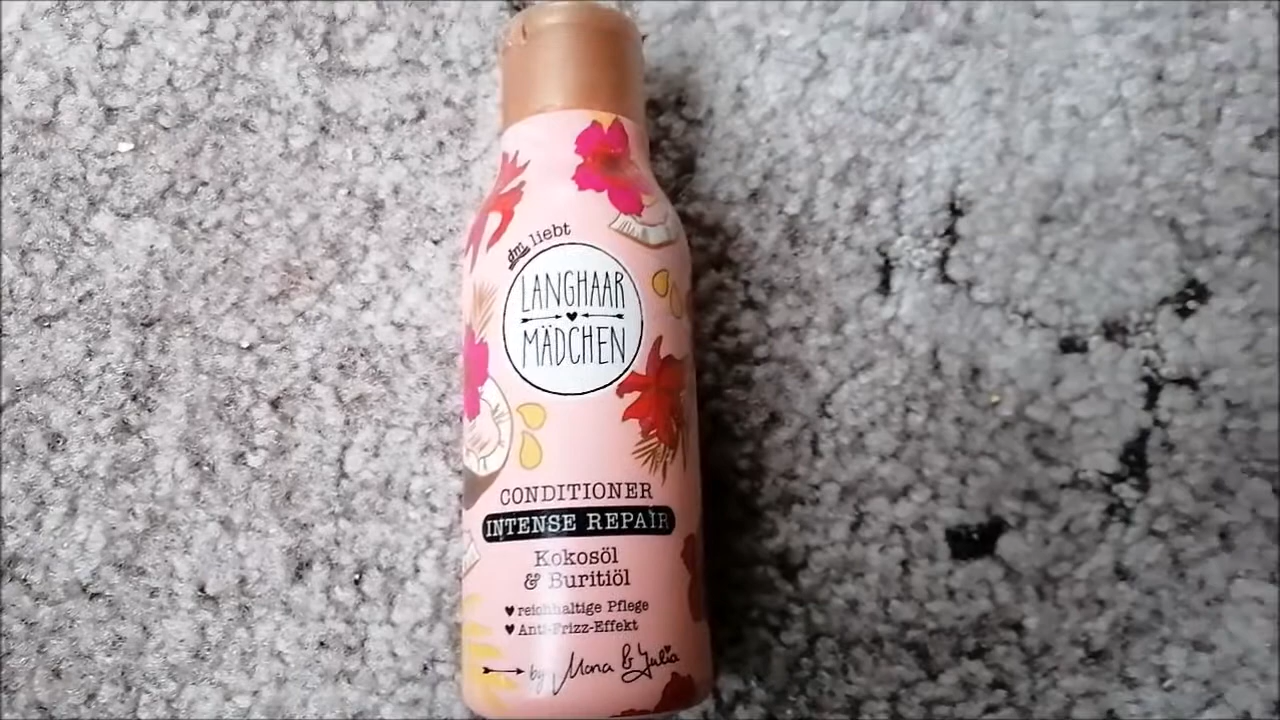 dm liebt
LANGHAAR
MÄDCHEN
CONDITIONER
INTENSE REPAIR
Kokosöl
& Buritiöl
reichhaltige Pflege
Anti-Frizz-Effekt
by Mona & Julia